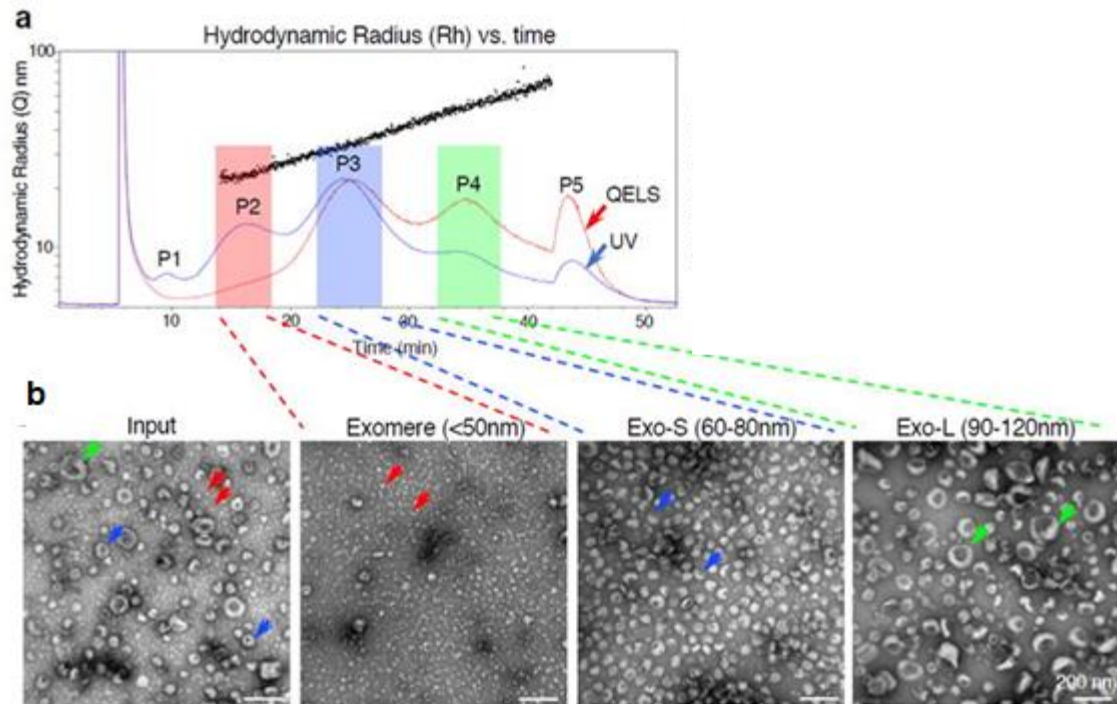 a
Hydrodynamic Radius (Rh) vs. time
Hydrodynamic Radius (Q) nm
100
10
P1
P2
P3
P4
P5
QELS
UV
10 20 30 40 50
Time (min)
b
Input
Exomere (<50nm)
Exo-S (60-80nm)
Exo-L (90-120nm)
200 nm